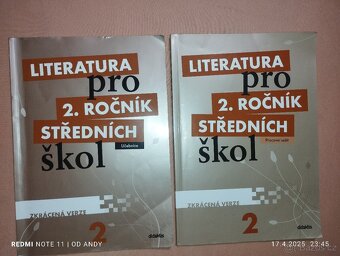 LITERATURA
pro
2. ROČNÍK
STŘEDNÍCH
škol
Učebnice
ZKRÁCENÁ VERZE
2
didaktis
LITERATURA
pro
2. ROČNÍK
STŘEDNÍCH
škol
Pracovní sešit
ZKRÁCENÁ VERZE
2
didaktis
REDMI NOTE 11 | OD ANDY
17.4.2025 23:45